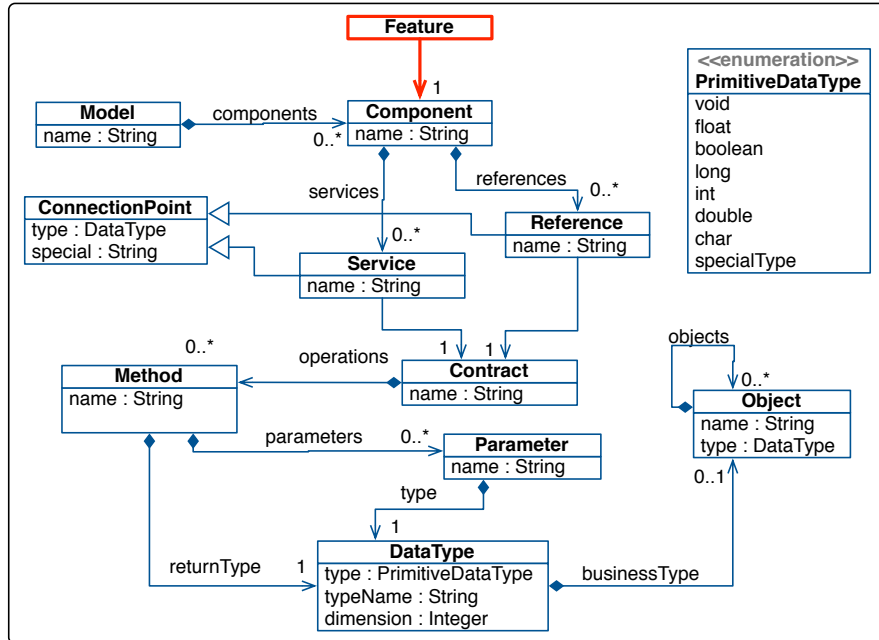 Feature
1
Model
name : String
components
0..*
Component
name : String
<<enumeration>>
PrimitiveDataType
void
float
boolean
long
int
double
char
specialType
services
references
0..*
ConnectionPoint
type : DataType
special : String
0..*
Reference
name : String
Service
name : String
1
1
0..*
operations
Method
name : String
Contract
name : String
objects
0..*
Object
name : String
type : DataType
0..1
parameters
0..*
Parameter
name : String
type
1
returnType
1
DataType
type : PrimitiveDataType
typeName : String
dimension : Integer
businessType